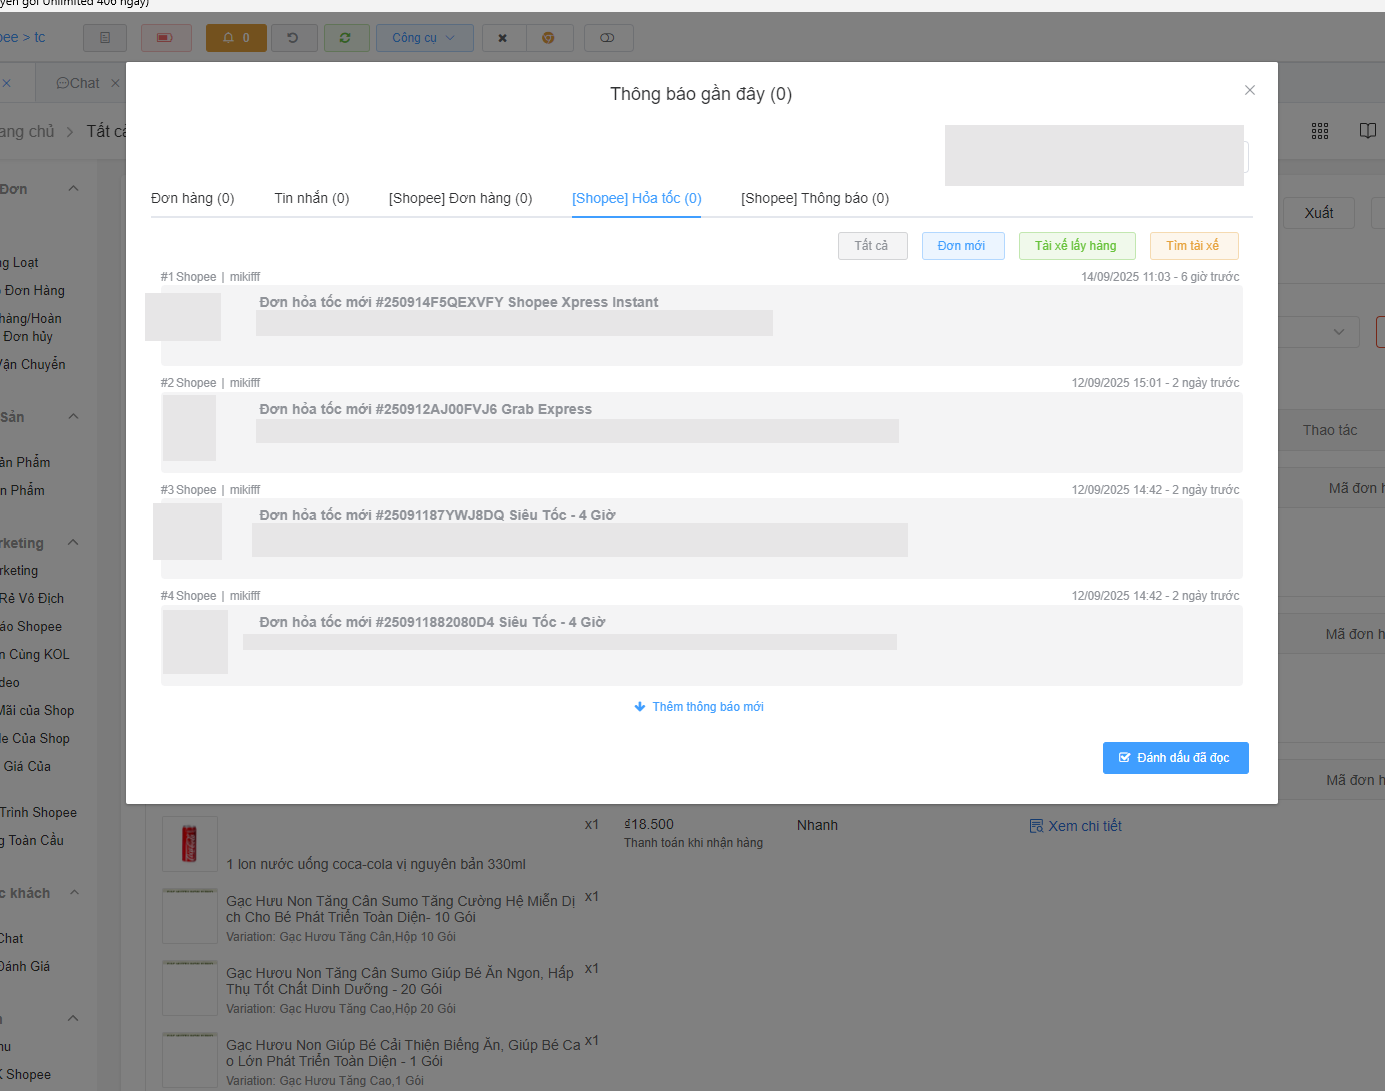 yền gói Unlimited 406 ngày)
pee > tc
0
Công cụ
Chat
ang chủ > Tất cả
Thông báo gần đây (0)
Đơn hàng (0)
Tin nhắn (0)
[Shopee] Đơn hàng (0)
[Shopee] Hỏa tốc (0)
[Shopee] Thông báo (0)
Tất cả
Đơn mới
Tài xế lấy hàng
Tìm tài xế
#1 Shopee | mikifff
14/09/2025 11:03 - 6 giờ trước
Đơn hỏa tốc mới #250914F5QEXVFY Shopee Xpress Instant
#2 Shopee | mikifff
12/09/2025 15:01 - 2 ngày trước
Đơn hỏa tốc mới #250912AJ00FVJ6 Grab Express
#3 Shopee | mikifff
12/09/2025 14:42 - 2 ngày trước
Đơn hỏa tốc mới #25091187YWJ8DQ Siêu Tốc - 4 Giờ
#4 Shopee | mikifff
12/09/2025 14:42 - 2 ngày trước
Đơn hỏa tốc mới #250911882080D4 Siêu Tốc - 4 Giờ
Thêm thông báo mới
Đánh dấu đã đọc
Đơn
ng Loạt
Đơn Hàng
hàng/Hoàn
Đơn hủy
Vận Chuyển
Sản
ản Phẩm
n Phẩm
rketing
rketing
Rẻ Vô Địch
áo Shopee
n Cùng KOL
deo
Mãi của Shop
le Của Shop
Giá Của
Trình Shopee
g Toàn Cầu
c khách
Chat
Đánh Giá
nu
K Shopee
Xuất
Thao tác
Mã đơn h
Mã đơn h
Mã đơn h
1 lon nước uống coca-cola vị nguyên bản 330ml
x1
₫18.500
Thanh toán khi nhận hàng
Nhanh
Xem chi tiết
Gạc Hưu Non Tăng Cân Sumo Tăng Cường Hệ Miễn Dị
ch Cho Bé Phát Triển Toàn Diện- 10 Gói
Variation: Gạc Hươu Tăng Cân,Hộp 10 Gói
x1
Gạc Hươu Non Tăng Cân Sumo Giúp Bé Ăn Ngon, Hấp
Thụ Tốt Chất Dinh Dưỡng - 20 Gói
Variation: Gạc Hươu Tăng Cao,Hộp 20 Gói
x1
Gạc Hươu Non Giúp Bé Cải Thiện Biếng Ăn, Giúp Bé Ca
o Lớn Phát Triển Toàn Diện - 1 Gói
Variation: Gạc Hươu Tăng Cao,1 Gói
x1